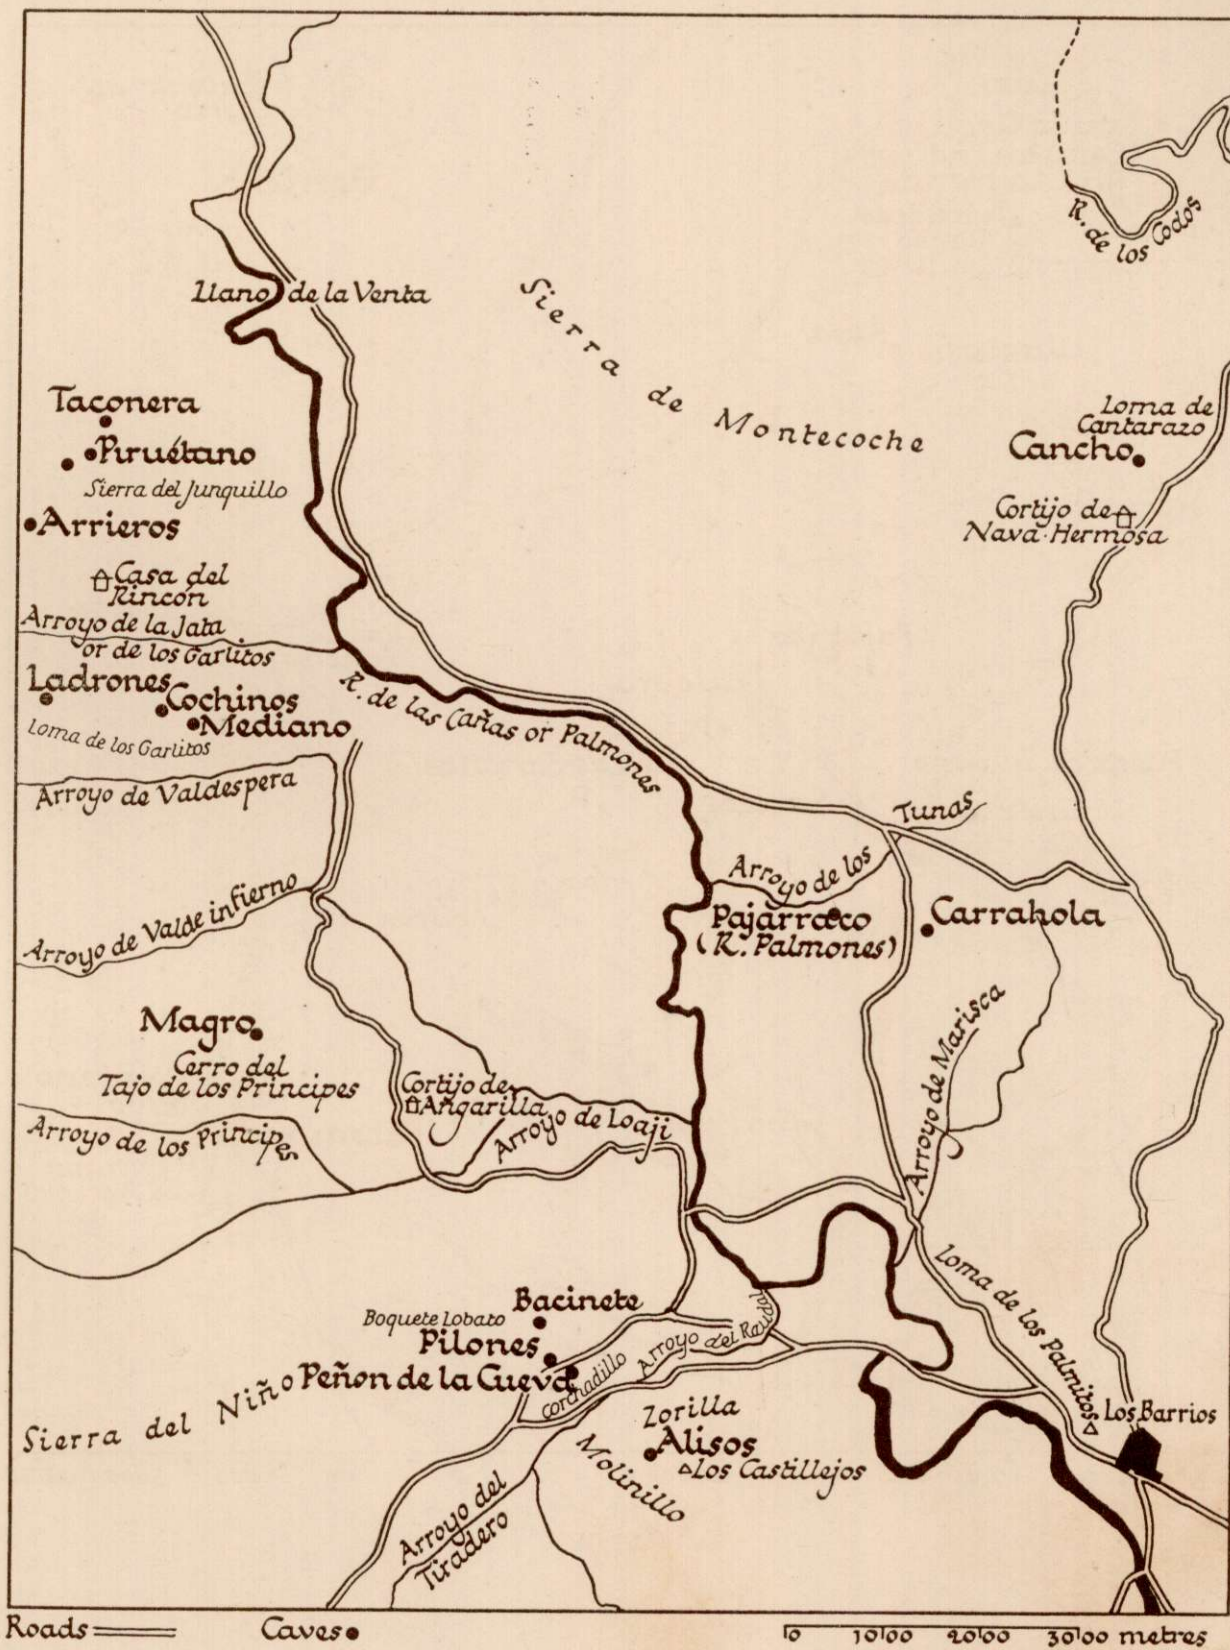 R. de los Codos
Llano de la Venta
Sierra de Montecoche
Taconera
Piruétano
Sierra del Junquillo
Arrieros
Loma de
Cantarazo
Cancho
Cortijo de
Nava-Hermosa
Casa del
Rincón
Arroyo de la Jata
or de los Garlitos
Ladrones
Cochinos
Mediano
Loma de los Garlitos
R. de las Cañas or Palmones
Arroyo de Valdespera
Tunas
Arroyo de los
Arroyo de Valdeinfierno
Pajarraco
(R. Palmones)
Carrahola
Magro
Cerro del
Tajo de los Principes
Arroyo de Marisca
Cortijo de
Angarilla
Arroyo de Loaji
Arroyo de los Principes
Loma de los Palmitos
Bacinete
Boquete Lobato
Pilones
Arroyo del Raudal
Peñon de la Cueva
Corchadillo
Sierra del Niño
Zorilla
Alisos
Los Castillejos
Molinillo
Los Barrios
Arroyo del
Tiradero
Roads
Caves
0 1000 2000 3000 metres